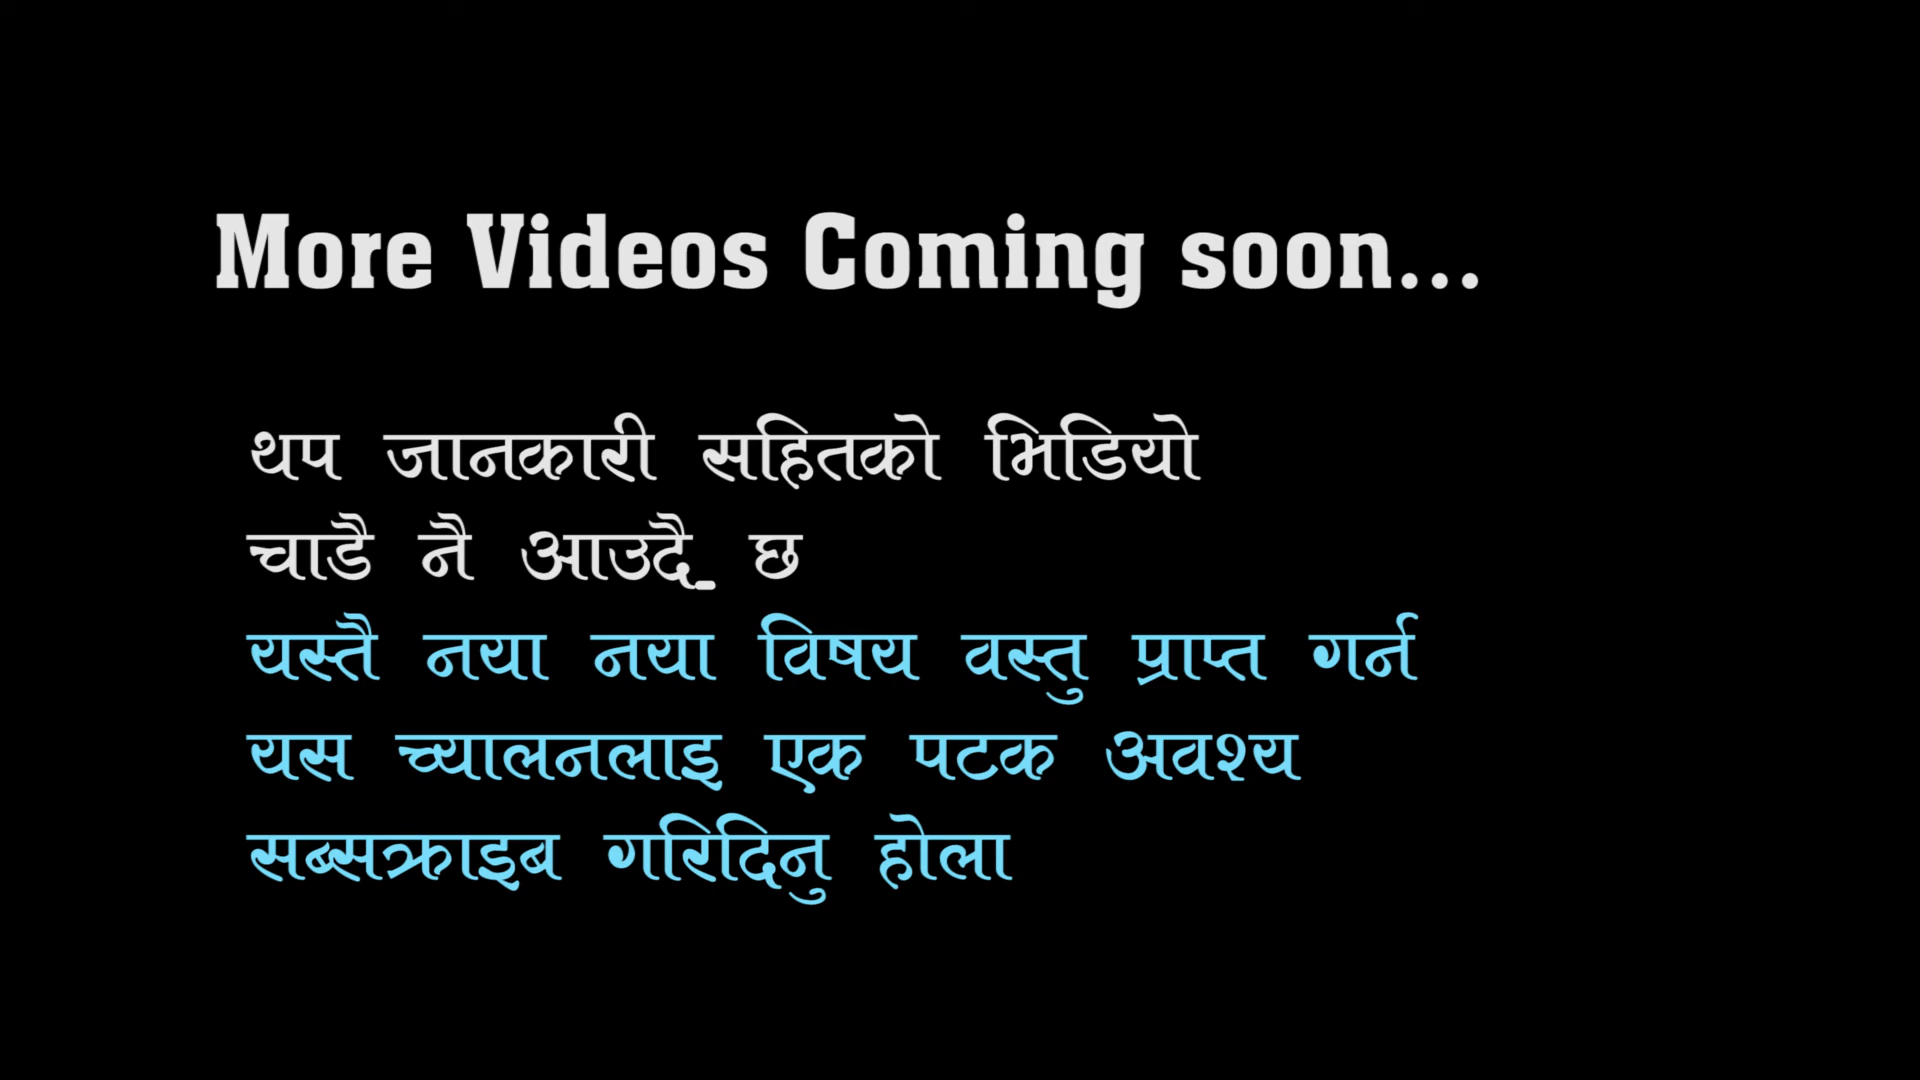 More Videos Coming soon...
थप जानकारी सहितको भिडियो
चाडै नै आउदै_ छ
यस्तै नया नया विषय वस्तु प्राप्त गर्न
यस च्यालनलाइ एक पटक अवश्य
सब्सक्राइब गरिदिनु होला